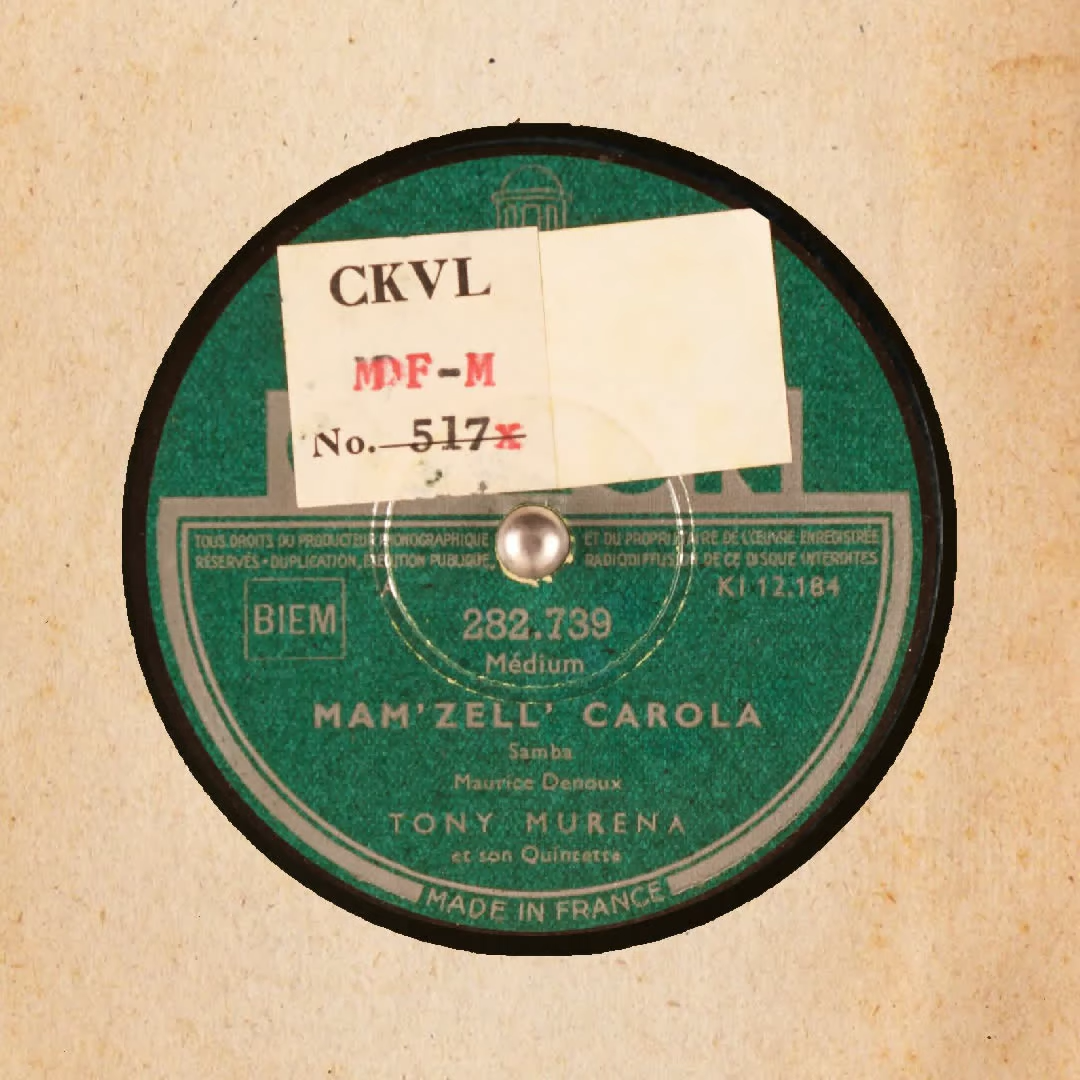 CKVL
MDF-M
No. 517x
TOUS DROITS DU PRODUCTEUR PHONOGRAPHIQUE ET DU PROPRIÉTAIRE DE L'ŒUVRE ENREGISTRÉE
RÉSERVÉS • DUPLICATION, EXÉCUTION PUBLIQUE, RADIODIFFUSION DE CE DISQUE INTERDITES
BIEM
KI 12.184
282.739
Médium
MAM'ZELL' CAROLA
Samba
Maurice Denoux
TONY MURENA
et son Quintette
MADE IN FRANCE